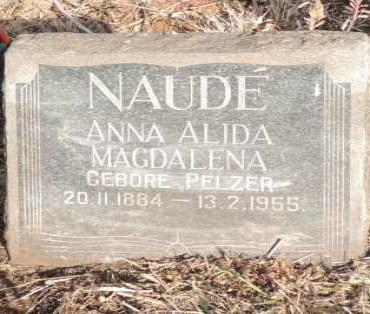 NAUDÉ
ANNA ALIDA
MAGDALENA
GEBORE PELZER
20.11.1884 — 13.2.1955